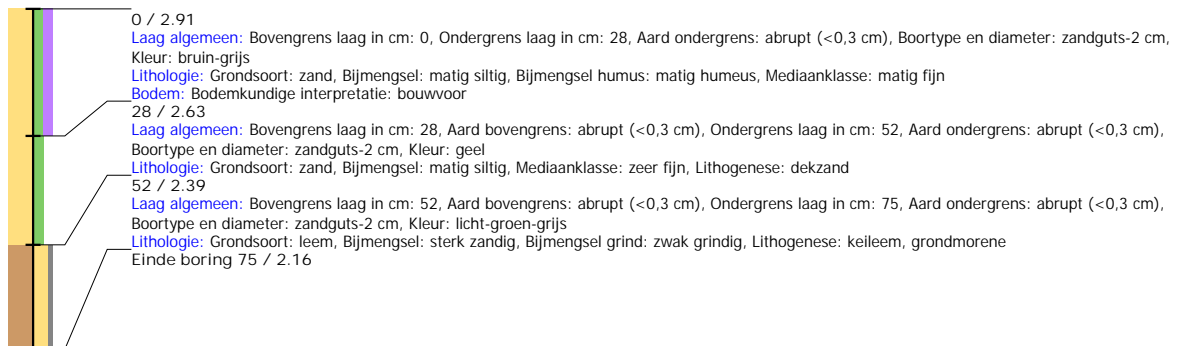 0 / 2.91
Laag algemeen: Bovengrens laag in cm: 0, Ondergrens laag in cm: 28, Aard ondergrens: abrupt (<0,3 cm), Boortype en diameter: zandguts-2 cm,
Kleur: bruin-grijs
Lithologie: Grondsoort: zand, Bijmengsel: matig siltig, Bijmengsel humus: matig humeus, Mediaanklasse: matig fijn
Bodem: Bodemkundige interpretatie: bouwvoor
28 / 2.63
Laag algemeen: Bovengrens laag in cm: 28, Aard bovengrens: abrupt (<0,3 cm), Ondergrens laag in cm: 52, Aard ondergrens: abrupt (<0,3 cm),
Boortype en diameter: zandguts-2 cm, Kleur: geel
Lithologie: Grondsoort: zand, Bijmengsel: matig siltig, Mediaanklasse: zeer fijn, Lithogenese: dekzand
52 / 2.39
Laag algemeen: Bovengrens laag in cm: 52, Aard bovengrens: abrupt (<0,3 cm), Ondergrens laag in cm: 75, Aard ondergrens: abrupt (<0,3 cm),
Boortype en diameter: zandguts-2 cm, Kleur: licht-groen-grijs
Lithologie: Grondsoort: leem, Bijmengsel: sterk zandig, Bijmengsel grind: zwak grindig, Lithogenese: keileem, grondmorene
Einde boring 75 / 2.16